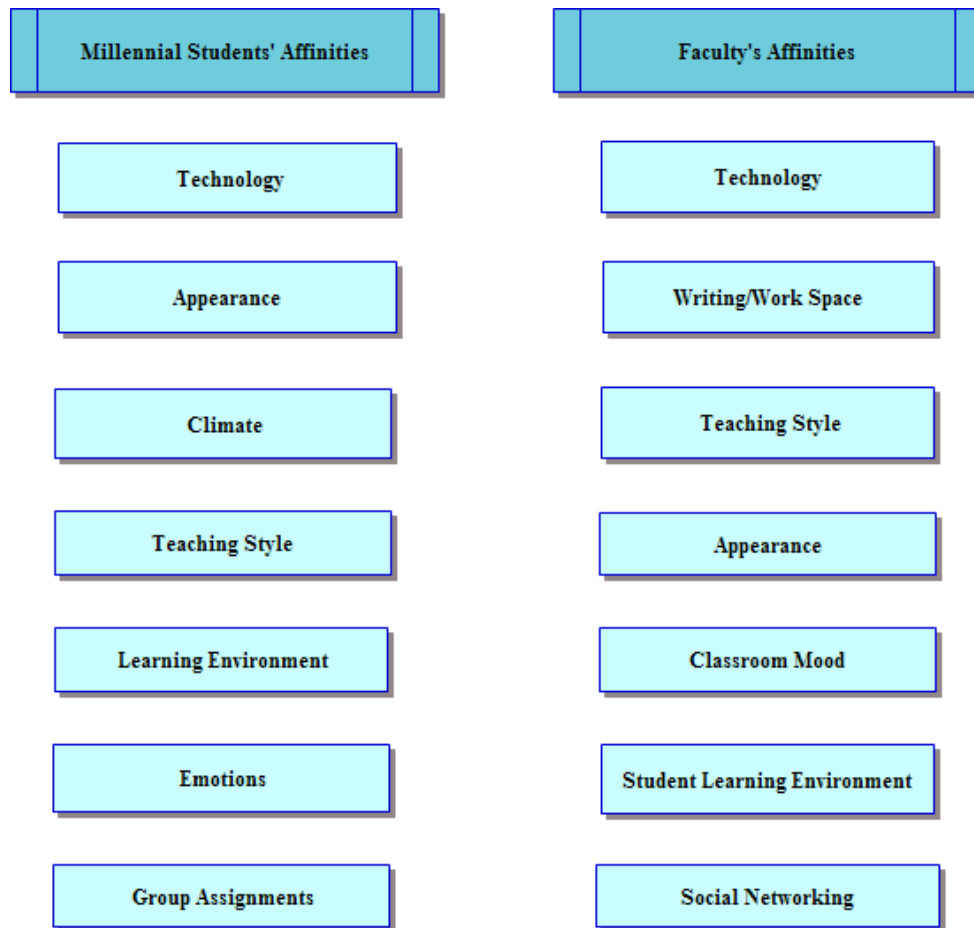 Millennial Students' Affinities
Faculty's Affinities
Technology
Technology
Appearance
Writing/Work Space
Climate
Teaching Style
Teaching Style
Appearance
Learning Environment
Classroom Mood
Emotions
Student Learning Environment
Group Assignments
Social Networking